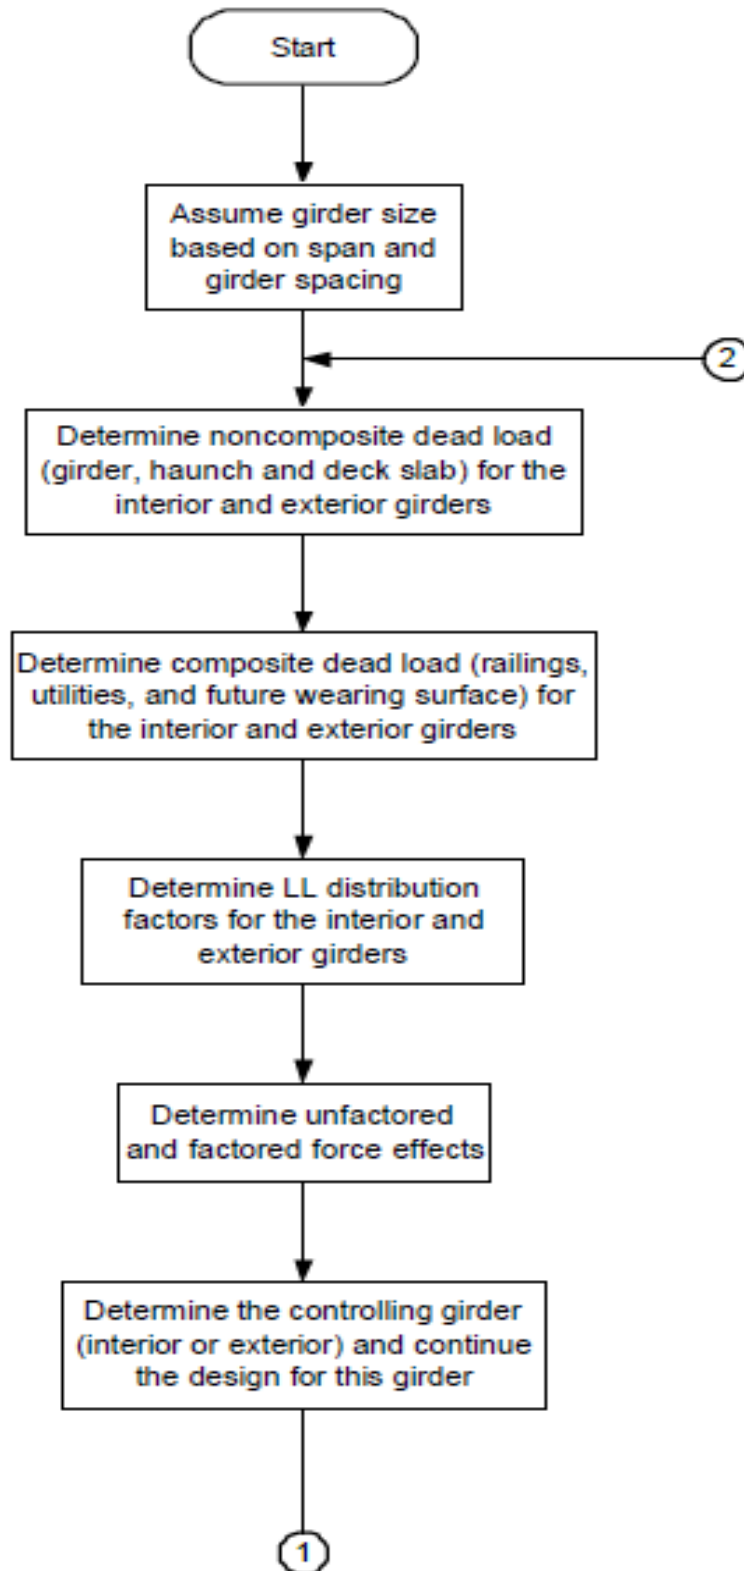 Start
Assume girder size
based on span and
girder spacing
2
Determine noncomposite dead load
(girder, haunch and deck slab) for the
interior and exterior girders
Determine composite dead load (railings,
utilities, and future wearing surface) for
the interior and exterior girders
Determine LL distribution
factors for the interior and
exterior girders
Determine unfactored
and factored force effects
Determine the controlling girder
(interior or exterior) and continue
the design for this girder
1